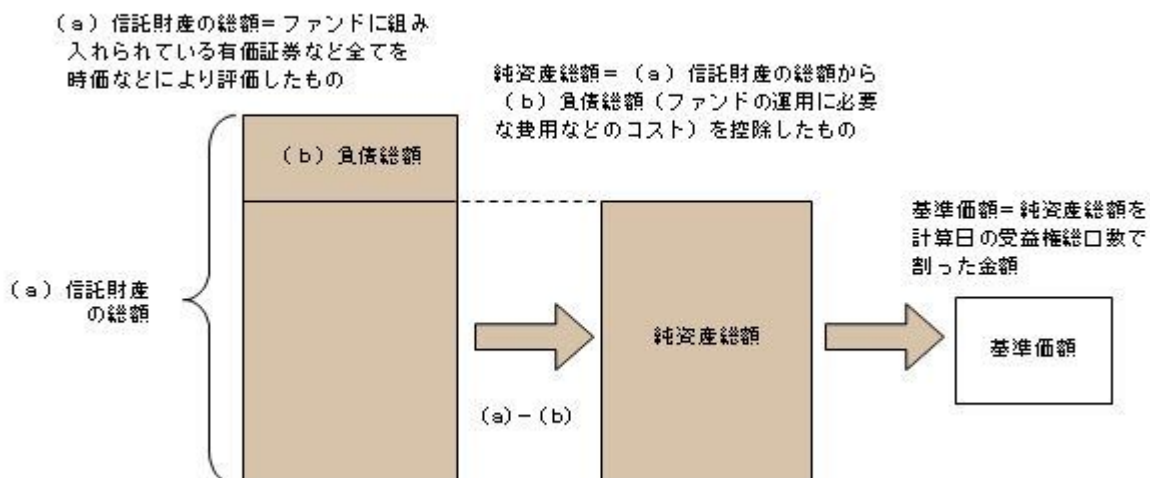 (a)信託財産の総額=ファンドに組み
入れられている有価証券など全てを
時価などにより評価したもの
純資産総額=(a)信託財産の総額から
(b)負債総額(ファンドの運用に必要
な費用などのコスト)を控除したもの
(b)負債総額
基準価額=純資産総額を
計算日の受益権総口数で
割った金額
(a)信託財産
の総額
純資産総額
基準価額
(a)-(b)